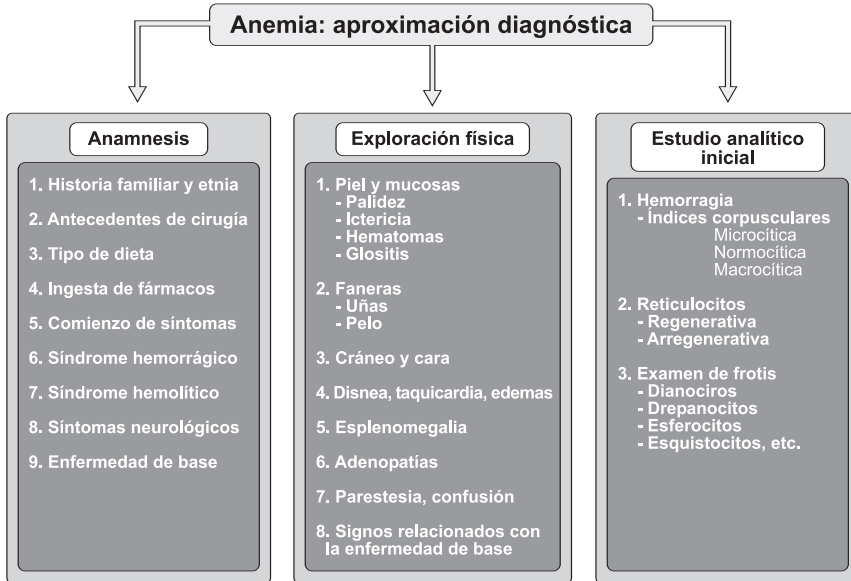 Anemia: aproximación diagnóstica
Anamnesis
1. Historia familiar y etnia
2. Antecedentes de cirugía
3. Tipo de dieta
4. Ingesta de fármacos
5. Comienzo de síntomas
6. Síndrome hemorrágico
7. Síndrome hemolítico
8. Síntomas neurológicos
9. Enfermedad de base
Exploración física
1. Piel y mucosas
- Palidez
- Ictericia
- Hematomas
- Glositis
2. Faneras
- Uñas
- Pelo
3. Cráneo y cara
4. Disnea, taquicardia, edemas
5. Esplenomegalia
6. Adenopatías
7. Parestesia, confusión
8. Signos relacionados con
la enfermedad de base
Estudio analítico
inicial
1. Hemorragia
- Índices corpusculares
Microcítica
Normocítica
Macrocítica
2. Reticulocitos
- Regenerativa
- Arregenerativa
3. Examen de frotis
- Dianociros
- Drepanocitos
- Esferocitos
- Esquistocitos, etc.